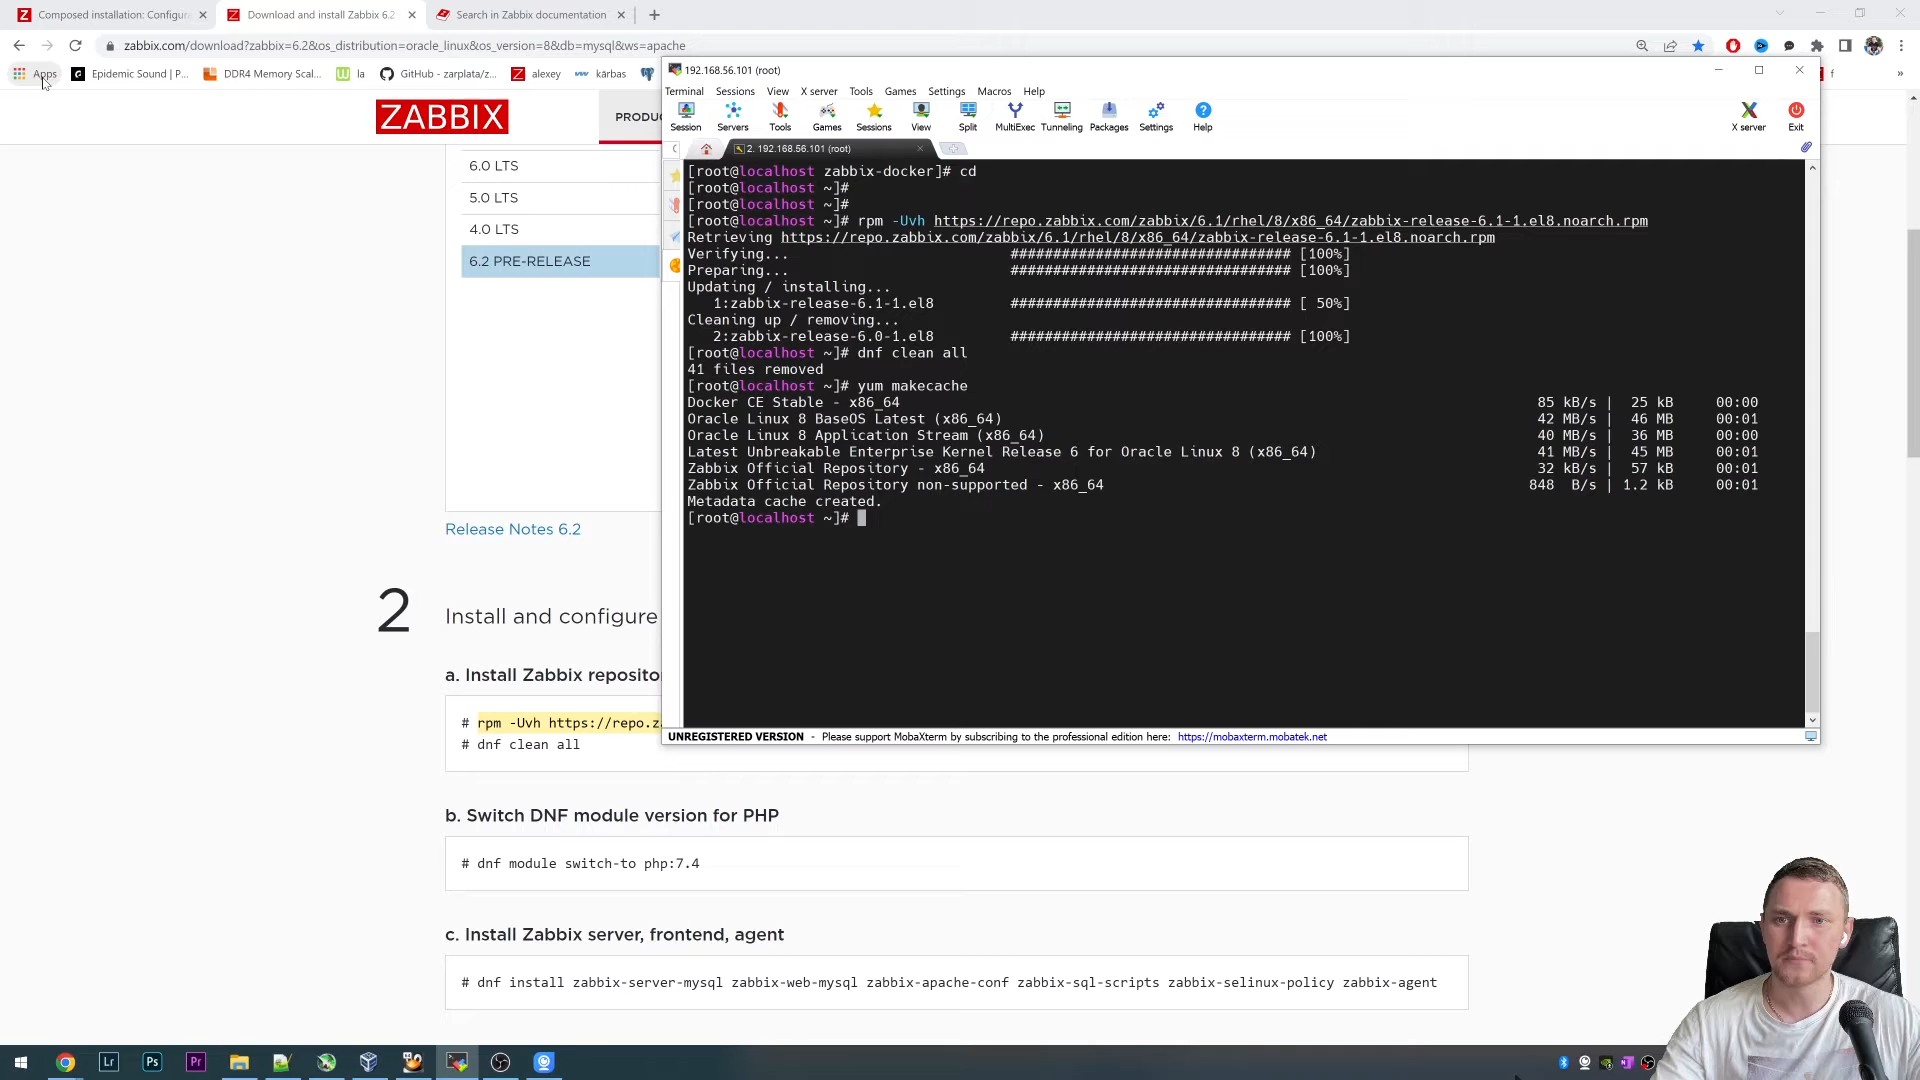 Composed installation: Configura
Download and install Zabbix 6.2
Search in Zabbix documentation
zabbix.com/download?zabbix=6.2&os_distribution=oracle_linux&os_version=8&db=mysql&ws=apache
Apps
Epidemic Sound | P...
DDR4 Memory Scal...
la
GitHub - zarplata/z...
alexey
kārbas
f
ZABBIX
PRODU
6.0 LTS
5.0 LTS
4.0 LTS
6.2 PRE-RELEASE
Release Notes 6.2
2
Install and configure
a. Install Zabbix reposito
# rpm -Uvh https://repo.za
# dnf clean all
b. Switch DNF module version for PHP
# dnf module switch-to php:7.4
c. Install Zabbix server, frontend, agent
# dnf install zabbix-server-mysql zabbix-web-mysql zabbix-apache-conf zabbix-sql-scripts zabbix-selinux-policy zabbix-agent
192.168.56.101 (root)
Terminal Sessions View X server Tools Games Settings Macros Help
Session Servers Tools Games Sessions View Split MultiExec Tunneling Packages Settings Help X server Exit
2. 192.168.56.101 (root)
[root@localhost zabbix-docker]# cd
[root@localhost ~]#
[root@localhost ~]#
[root@localhost ~]# rpm -Uvh https://repo.zabbix.com/zabbix/6.1/rhel/8/x86_64/zabbix-release-6.1-1.el8.noarch.rpm
Retrieving https://repo.zabbix.com/zabbix/6.1/rhel/8/x86_64/zabbix-release-6.1-1.el8.noarch.rpm
Verifying... ################################# [100%]
Preparing... ################################# [100%]
Updating / installing...
1:zabbix-release-6.1-1.el8 ################################# [ 50%]
Cleaning up / removing...
2:zabbix-release-6.0-1.el8 ################################# [100%]
[root@localhost ~]# dnf clean all
41 files removed
[root@localhost ~]# yum makecache
Docker CE Stable - x86_64 85 kB/s | 25 kB 00:00
Oracle Linux 8 BaseOS Latest (x86_64) 42 MB/s | 46 MB 00:01
Oracle Linux 8 Application Stream (x86_64) 40 MB/s | 36 MB 00:00
Latest Unbreakable Enterprise Kernel Release 6 for Oracle Linux 8 (x86_64) 41 MB/s | 45 MB 00:01
Zabbix Official Repository - x86_64 32 kB/s | 57 kB 00:01
Zabbix Official Repository non-supported - x86_64 848 B/s | 1.2 kB 00:01
Metadata cache created.
[root@localhost ~]#
UNREGISTERED VERSION - Please support MobaXterm by subscribing to the professional edition here: https://mobaxterm.mobatek.net
Lr
Ps
Pr